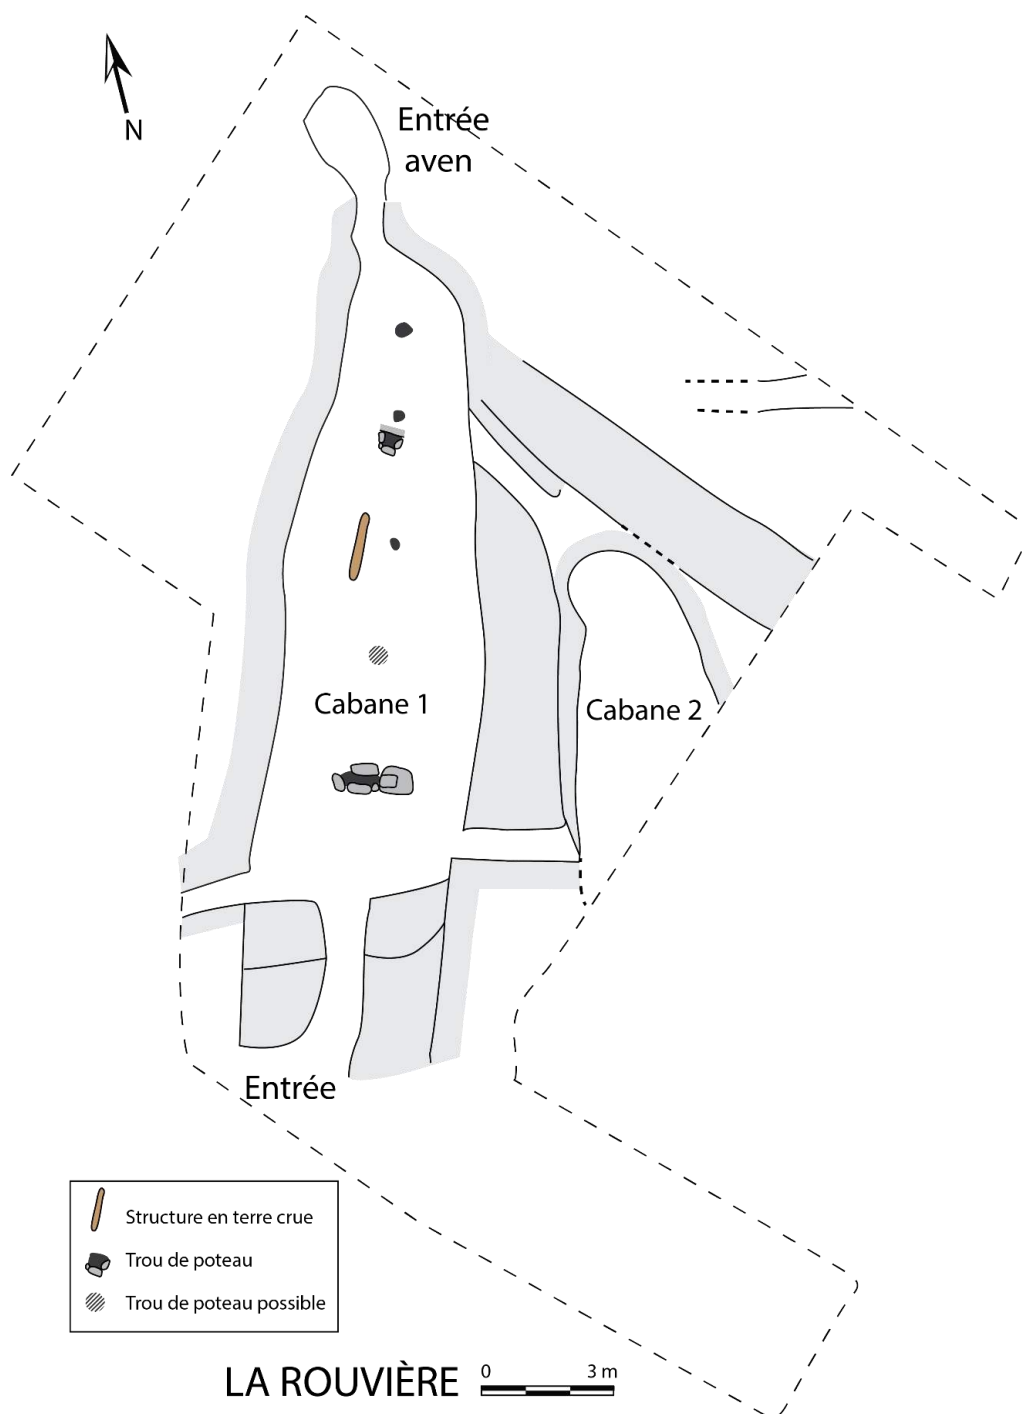 N
Entrée
aven
Cabane 1
Cabane 2
Entrée
Structure en terre crue
Trou de poteau
Trou de poteau possible
LA ROUVIÈRE
0 3 m